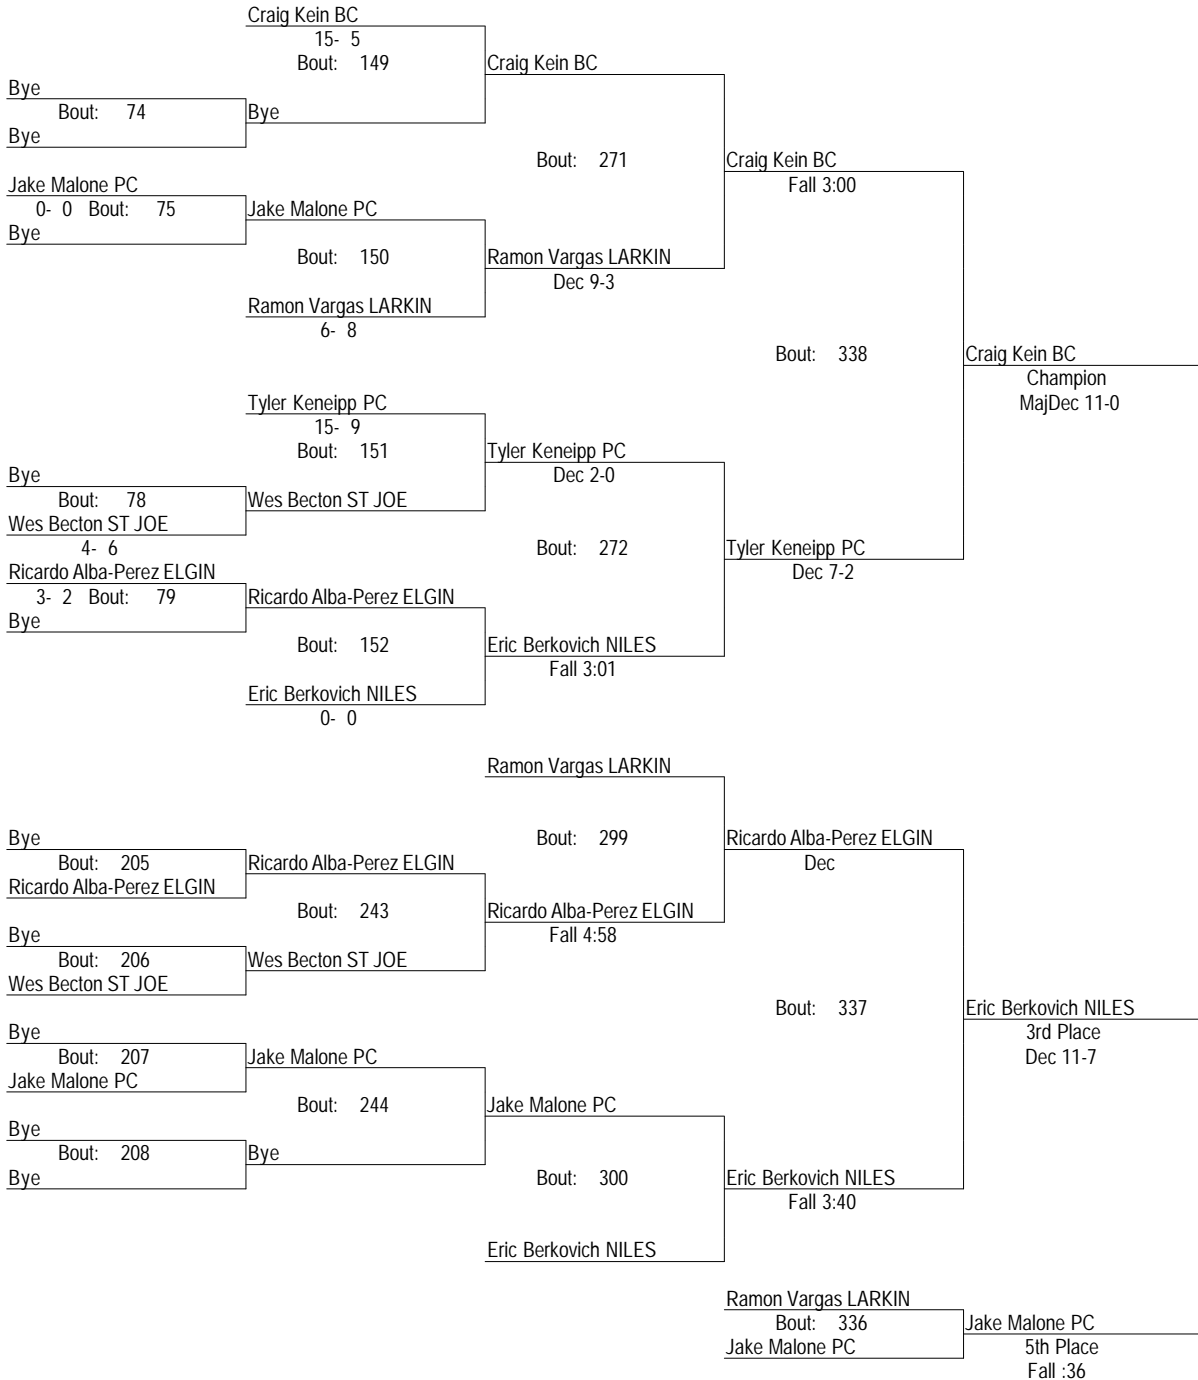 Craig Kein BC
15- 5
Bout: 149
Craig Kein BC
Bye
Bout: 74
Bye
Bye
Bout: 271
Craig Kein BC
Fall 3:00
Jake Malone PC
0- 0 Bout: 75
Jake Malone PC
Bye
Bout: 150
Ramon Vargas LARKIN
Dec 9-3
Ramon Vargas LARKIN
6- 8
Bout: 338
Craig Kein BC
Champion
MajDec 11-0
Tyler Keneipp PC
15- 9
Bout: 151
Tyler Keneipp PC
Dec 2-0
Bye
Bout: 78
Wes Becton ST JOE
Wes Becton ST JOE
4- 6
Bout: 272
Tyler Keneipp PC
Dec 7-2
Ricardo Alba-Perez ELGIN
3- 2 Bout: 79
Ricardo Alba-Perez ELGIN
Bye
Bout: 152
Eric Berkovich NILES
Fall 3:01
Eric Berkovich NILES
0- 0
Ramon Vargas LARKIN
Bout: 299
Ricardo Alba-Perez ELGIN
Dec
Bye
Bout: 205
Ricardo Alba-Perez ELGIN
Ricardo Alba-Perez ELGIN
Bout: 243
Ricardo Alba-Perez ELGIN
Fall 4:58
Bye
Bout: 206
Wes Becton ST JOE
Wes Becton ST JOE
Bout: 337
Eric Berkovich NILES
3rd Place
Dec 11-7
Bye
Bout: 207
Jake Malone PC
Jake Malone PC
Bout: 244
Jake Malone PC
Bye
Bout: 208
Bye
Bye
Bout: 300
Eric Berkovich NILES
Fall 3:40
Eric Berkovich NILES
Ramon Vargas LARKIN
Bout: 336
Jake Malone PC
Jake Malone PC
5th Place
Fall :36